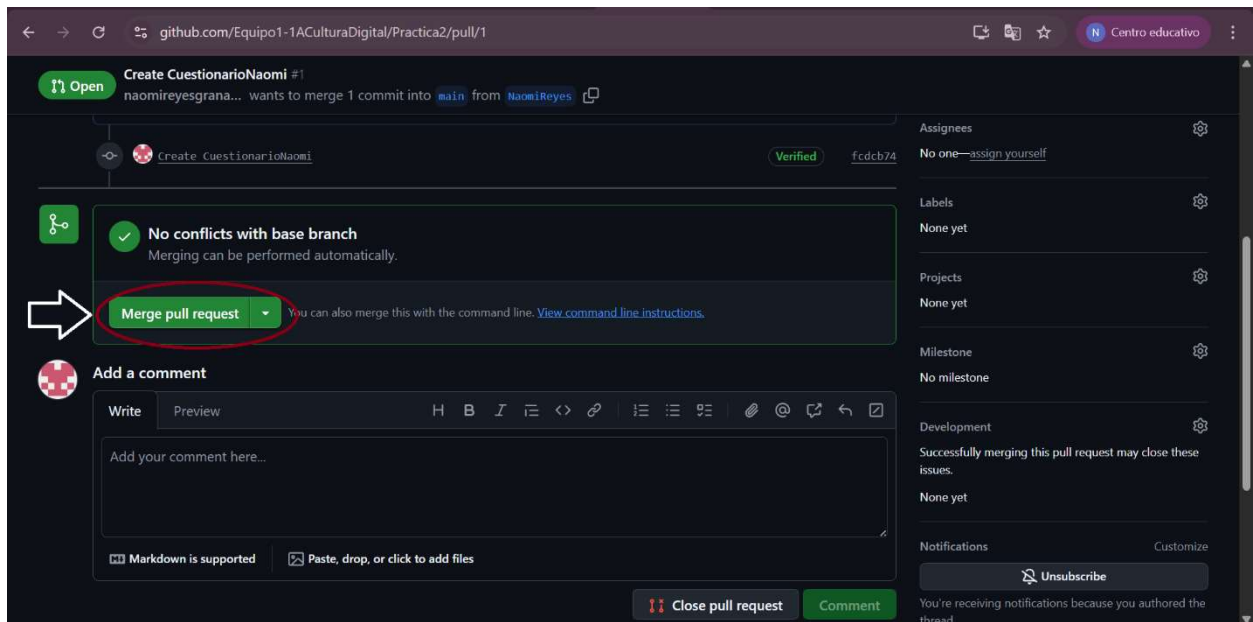 github.com/Equipo1-1ACulturaDigital/Practica2/pull/1
N Centro educativo
Open
Create CuestionarioNaomi #1
naomireyesgrana... wants to merge 1 commit into main from NaomiReyes
Create CuestionarioNaomi
Verified
fcdcb74
No conflicts with base branch
Merging can be performed automatically.
Merge pull request
You can also merge this with the command line. View command line instructions.
Add a comment
Write Preview
H B I
Add your comment here...
Markdown is supported
Paste, drop, or click to add files
Close pull request
Comment
Assignees
No one—assign yourself
Labels
None yet
Projects
None yet
Milestone
No milestone
Development
Successfully merging this pull request may close these
issues.
None yet
Notifications
Customize
Unsubscribe
You're receiving notifications because you authored the
thread.